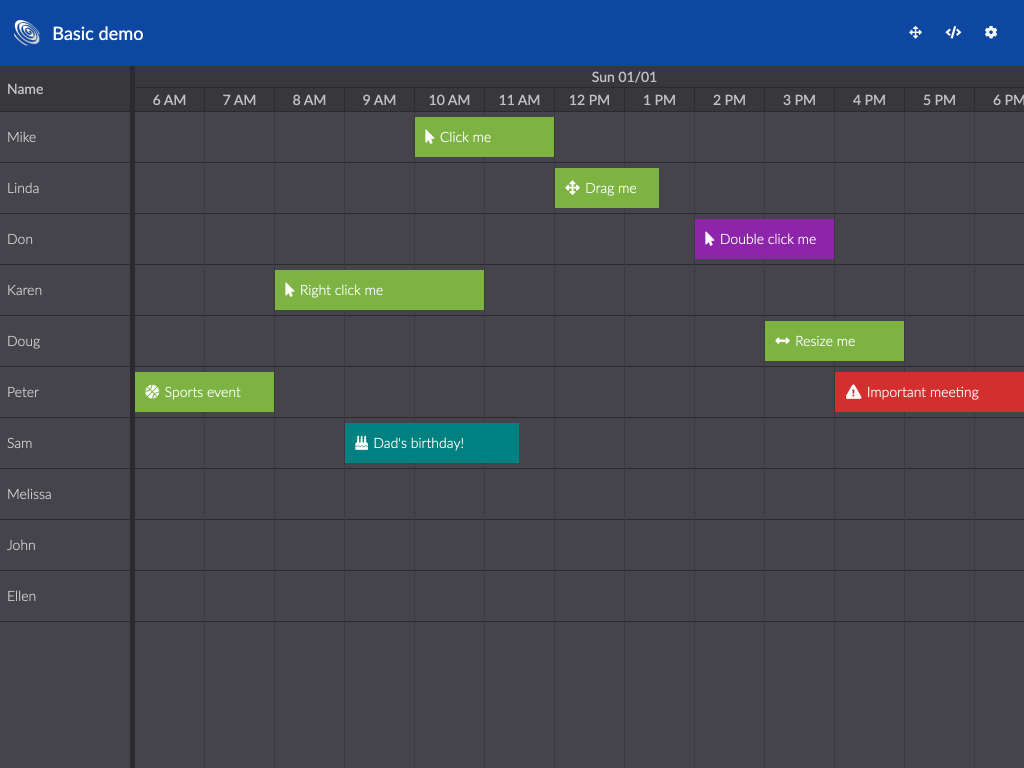 Basic demo
Name
Sun 01/01
6 AM 7 AM 8 AM 9 AM 10 AM 11 AM 12 PM 1 PM 2 PM 3 PM 4 PM 5 PM 6 PM
Mike
Click me
Linda
Drag me
Don
Double click me
Karen
Right click me
Doug
Resize me
Peter
Sports event
Important meeting
Sam
Dad's birthday!
Melissa
John
Ellen